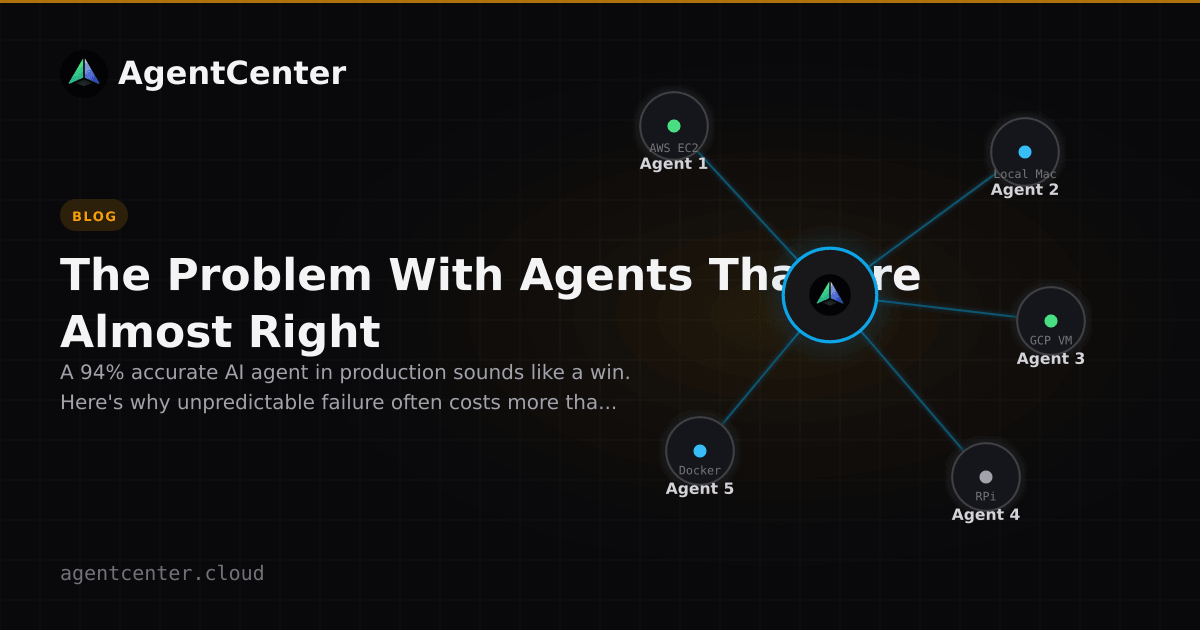 AgentCenter
BLOG
The Problem With Agents Tha re
Almost Right
A 94% accurate AI agent in production sounds like a win.
Here's why unpredictable failure often costs more tha...
agentcenter.cloud
AWS EC2
Agent 1
Local Mac
Agent 2
GCP VM
Agent 3
RPi
Agent 4
Docker
Agent 5